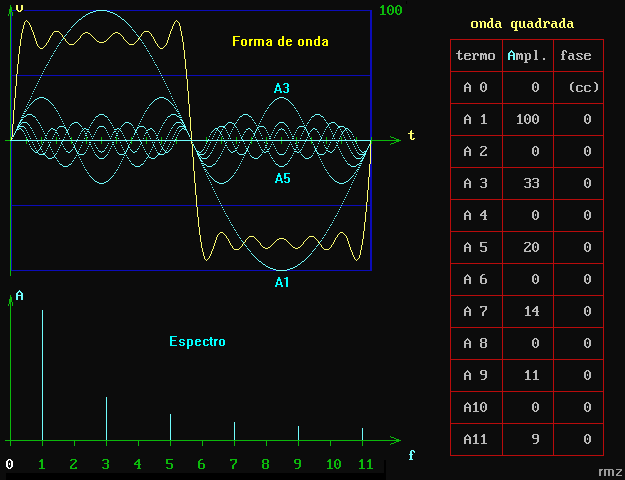 U
100
Forma de onda
A3
t
A5
A1
A
Espectro
f
0 1 2 3 4 5 6 7 8 9 10 11
onda quadrada
termo Ampl. fase
A 0 0 (cc)
A 1 100 0
A 2 0 0
A 3 33 0
A 4 0 0
A 5 20 0
A 6 0 0
A 7 14 0
A 8 0 0
A 9 11 0
A10 0 0
A11 9 0
rmz